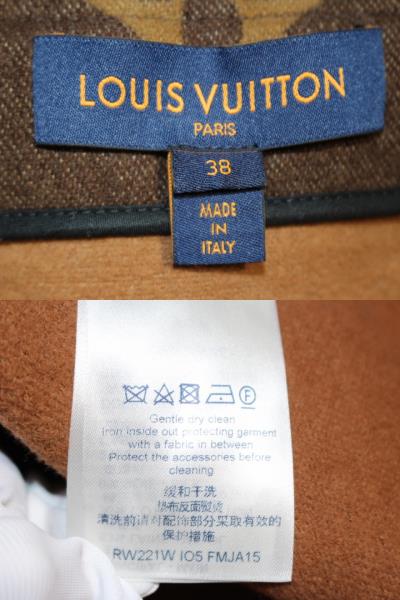 LOUIS VUITTON
PARIS
38
MADE
IN
ITALY
Gentle dry clean
Iron inside out protecting garment
with a fabric in between
Protect the accessories before
cleaning
缓和干洗
垫布反面熨烫
清洗前请对配饰部分采取有效的
保护措施
RW221W IO5 FMJA15